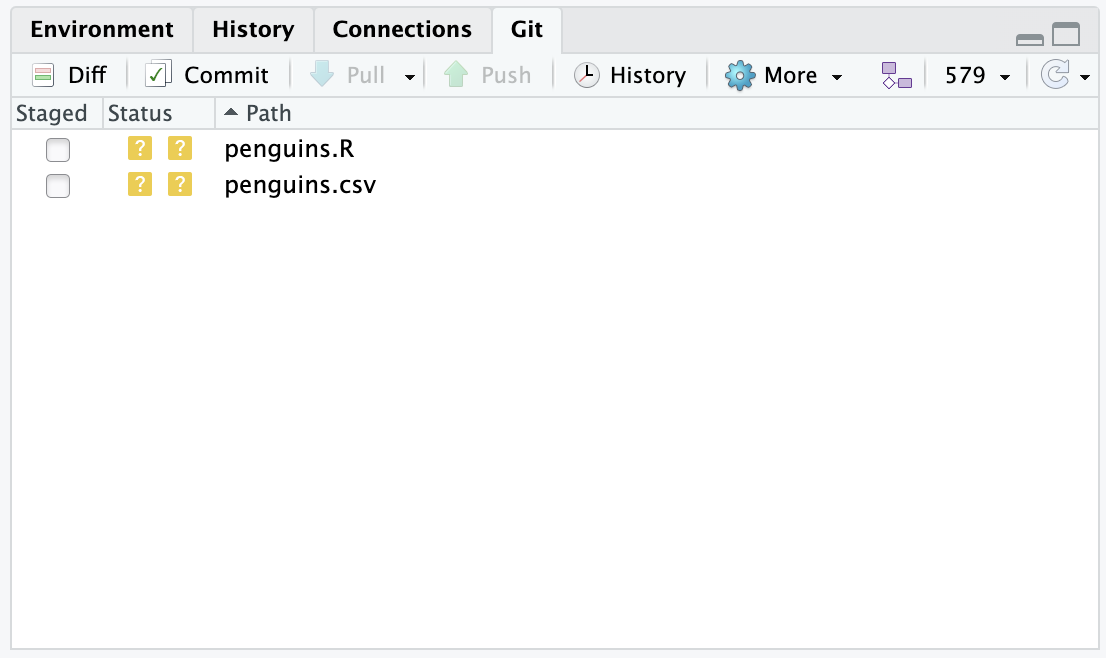 Environment History Connections Git
Diff Commit Pull Push History More 579
Staged Status Path
? ? penguins.R
? ? penguins.csv